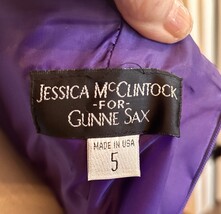 JESSICA MCCLINTOCK
-FOR-
GUNNE SAX
MADE IN USA
5